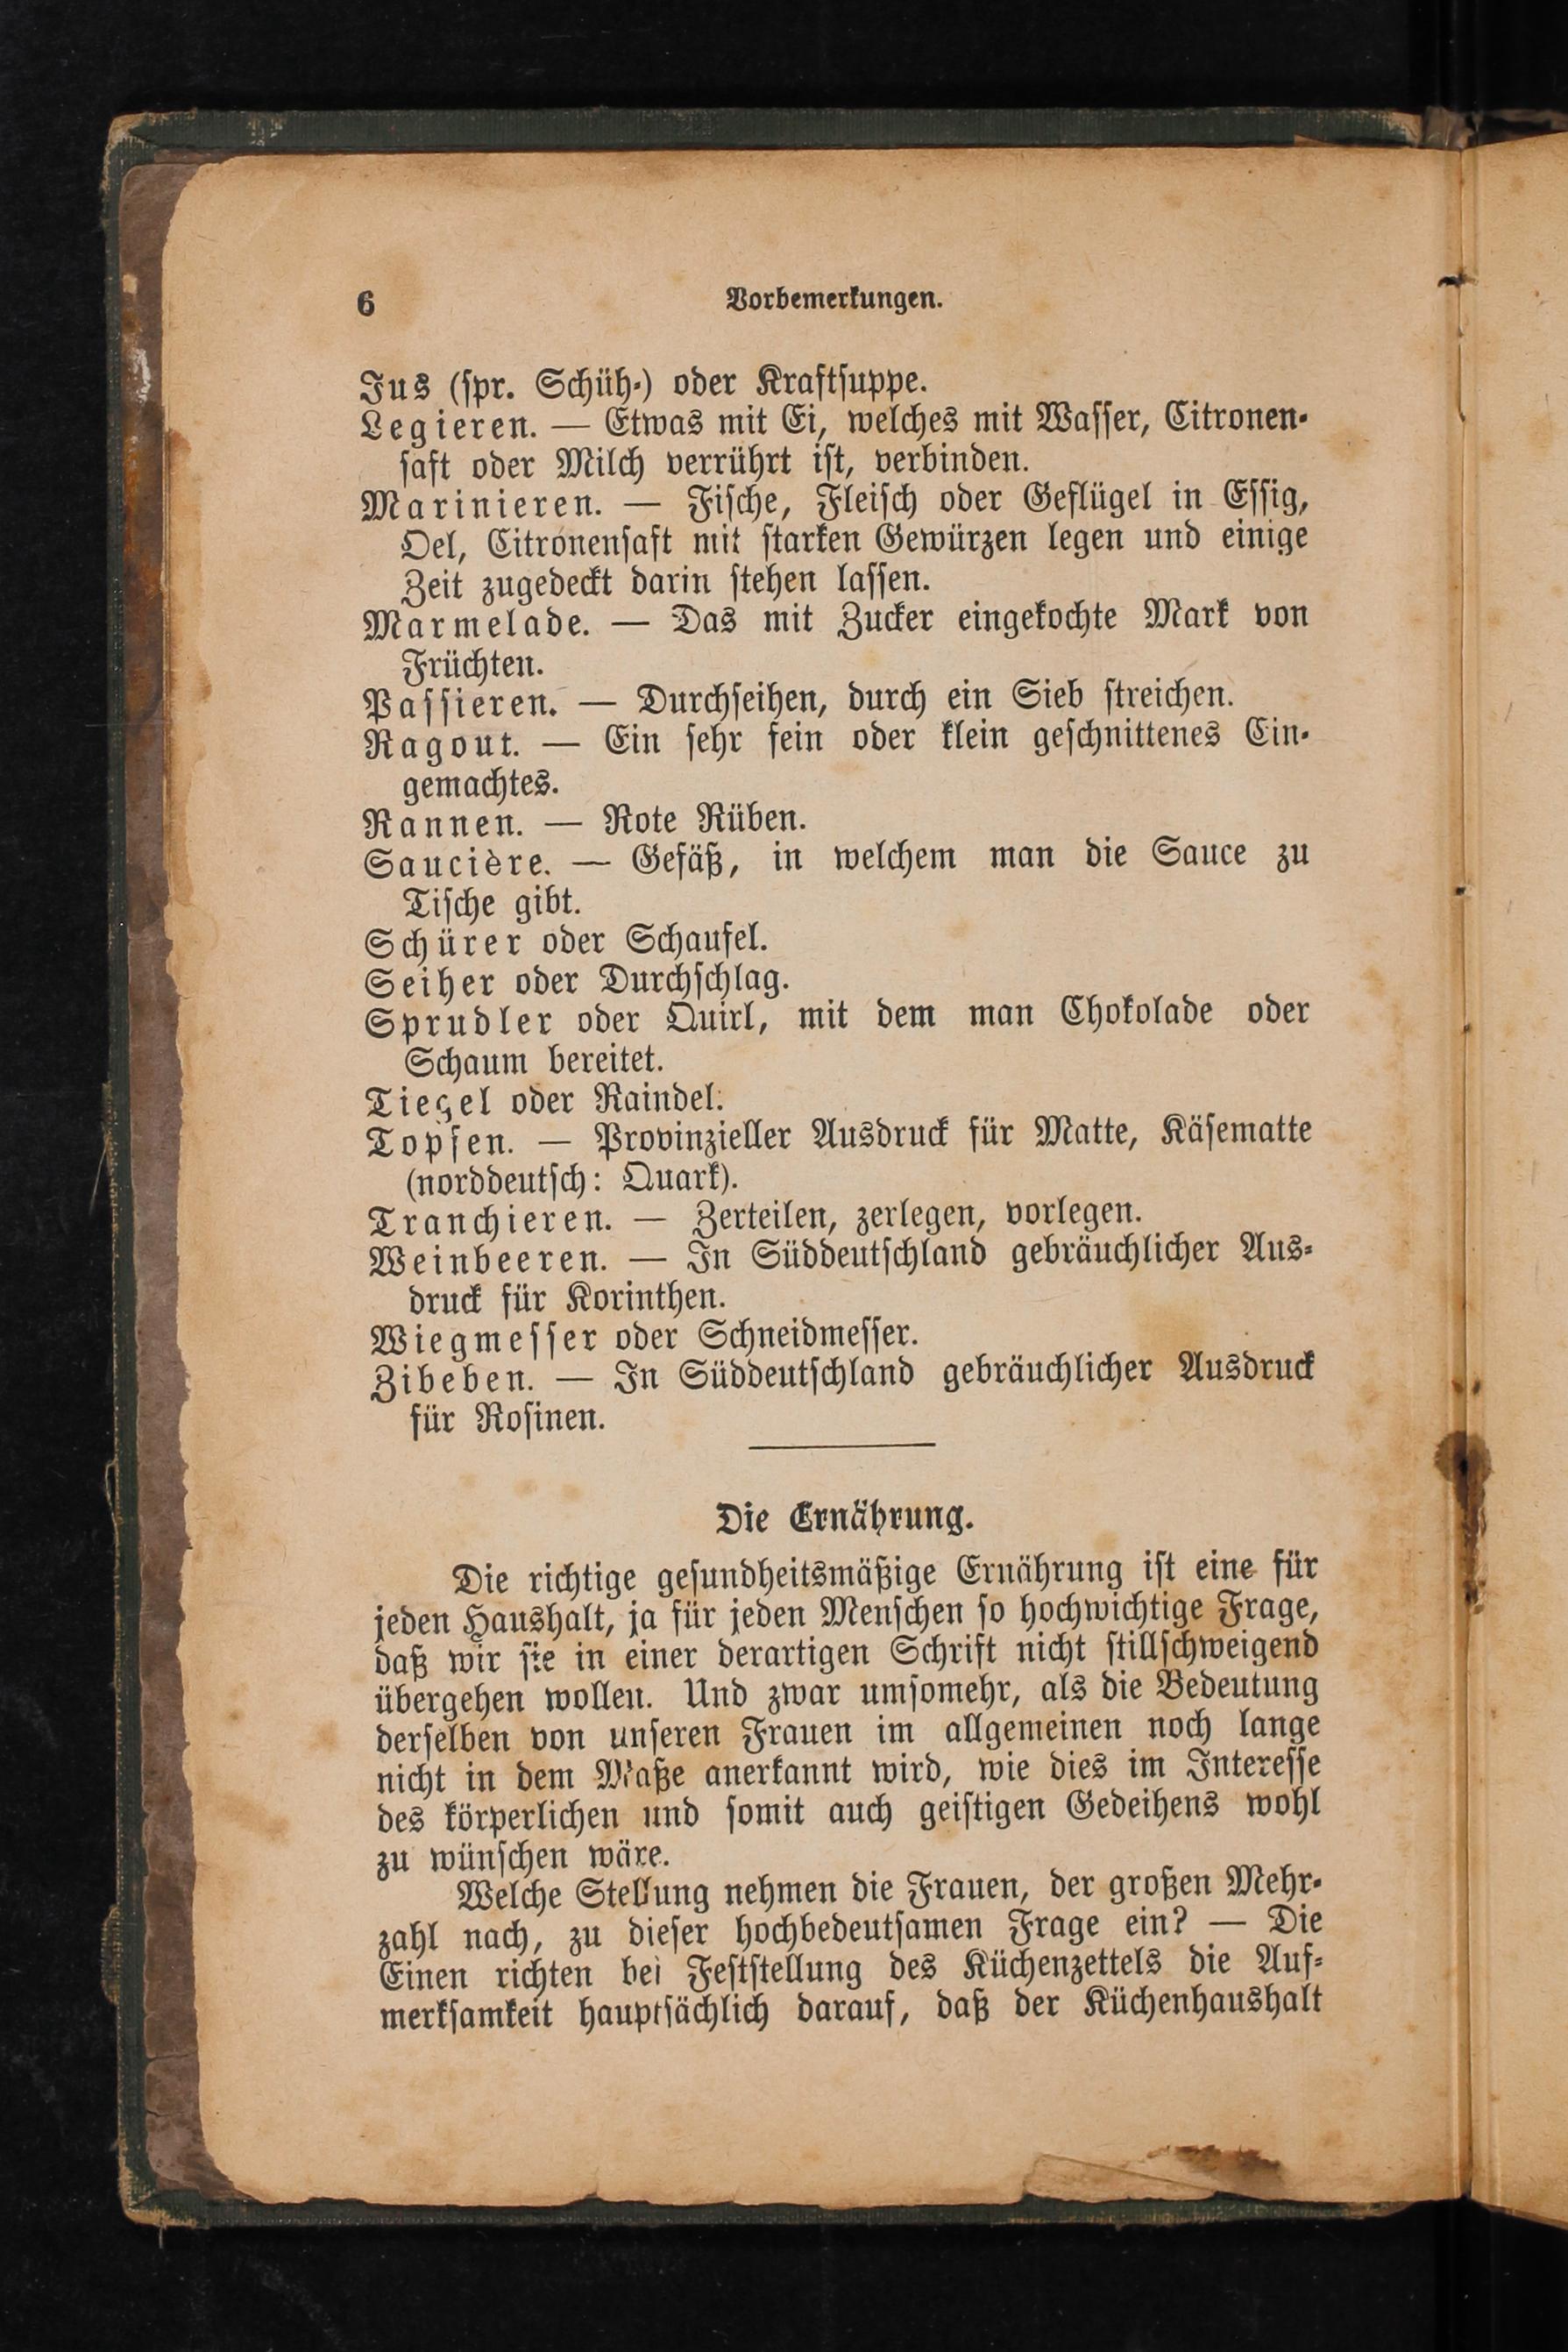 6 Vorbemerkungen.
Jus (spr. Schüh-) oder Kraftsuppe.
Legieren. — Etwas mit Ei, welches mit Wasser, Citronen-
saft oder Milch verrührt ist, verbinden.
Marinieren. — Fische, Fleisch oder Geflügel in Essig,
Oel, Citronensaft mit starken Gewürzen legen und einige
Zeit zugedeckt darin stehen lassen.
Marmelade. — Das mit Zucker eingekochte Mark von
Früchten.
Passieren. — Durchseihen, durch ein Sieb streichen.
Ragout. — Ein sehr fein oder klein geschnittenes Ein-
gemachtes.
Rannen. — Rote Rüben.
Saucière. — Gefäß, in welchem man die Sauce zu
Tische gibt.
Schürer oder Schaufel.
Seiher oder Durchschlag.
Sprudler oder Quirl, mit dem man Chokolade oder
Schaum bereitet.
Tiegel oder Raindel.
Topfen. — Provinzieller Ausdruck für Matte, Käsematte
(norddeutsch: Quark).
Tranchieren. — Zerteilen, zerlegen, vorlegen.
Weinbeeren. — In Süddeutschland gebräuchlicher Aus-
druck für Korinthen.
Wiegmesser oder Schneidmesser.
Zibeben. — In Süddeutschland gebräuchlicher Ausdruck
für Rosinen.
Die Ernährung.
Die richtige gesundheitsmäßige Ernährung ist eine für
jeden Haushalt, ja für jeden Menschen so hochwichtige Frage,
daß wir sie in einer derartigen Schrift nicht stillschweigend
übergehen wollen. Und zwar umsomehr, als die Bedeutung
derselben von unseren Frauen im allgemeinen noch lange
nicht in dem Maße anerkannt wird, wie dies im Interesse
des körperlichen und somit auch geistigen Gedeihens wohl
zu wünschen wäre.
Welche Stellung nehmen die Frauen, der großen Mehr-
zahl nach, zu dieser hochbedeutsamen Frage ein? — Die
Einen richten bei Feststellung des Küchenzettels die Auf-
merksamkeit hauptsächlich darauf, daß der Küchenhaushalt